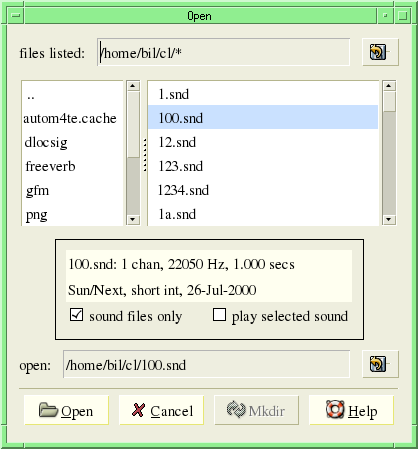 Open
files listed: /home/bil/cl/*
..
autom4te.cache
dlocsig
freeverb
gfm
png
1.snd
100.snd
12.snd
123.snd
1234.snd
1a.snd
100.snd: 1 chan, 22050 Hz, 1.000 secs
Sun/Next, short int, 26-Jul-2000
sound files only play selected sound
open: /home/bil/cl/100.snd
Open Cancel Mkdir Help